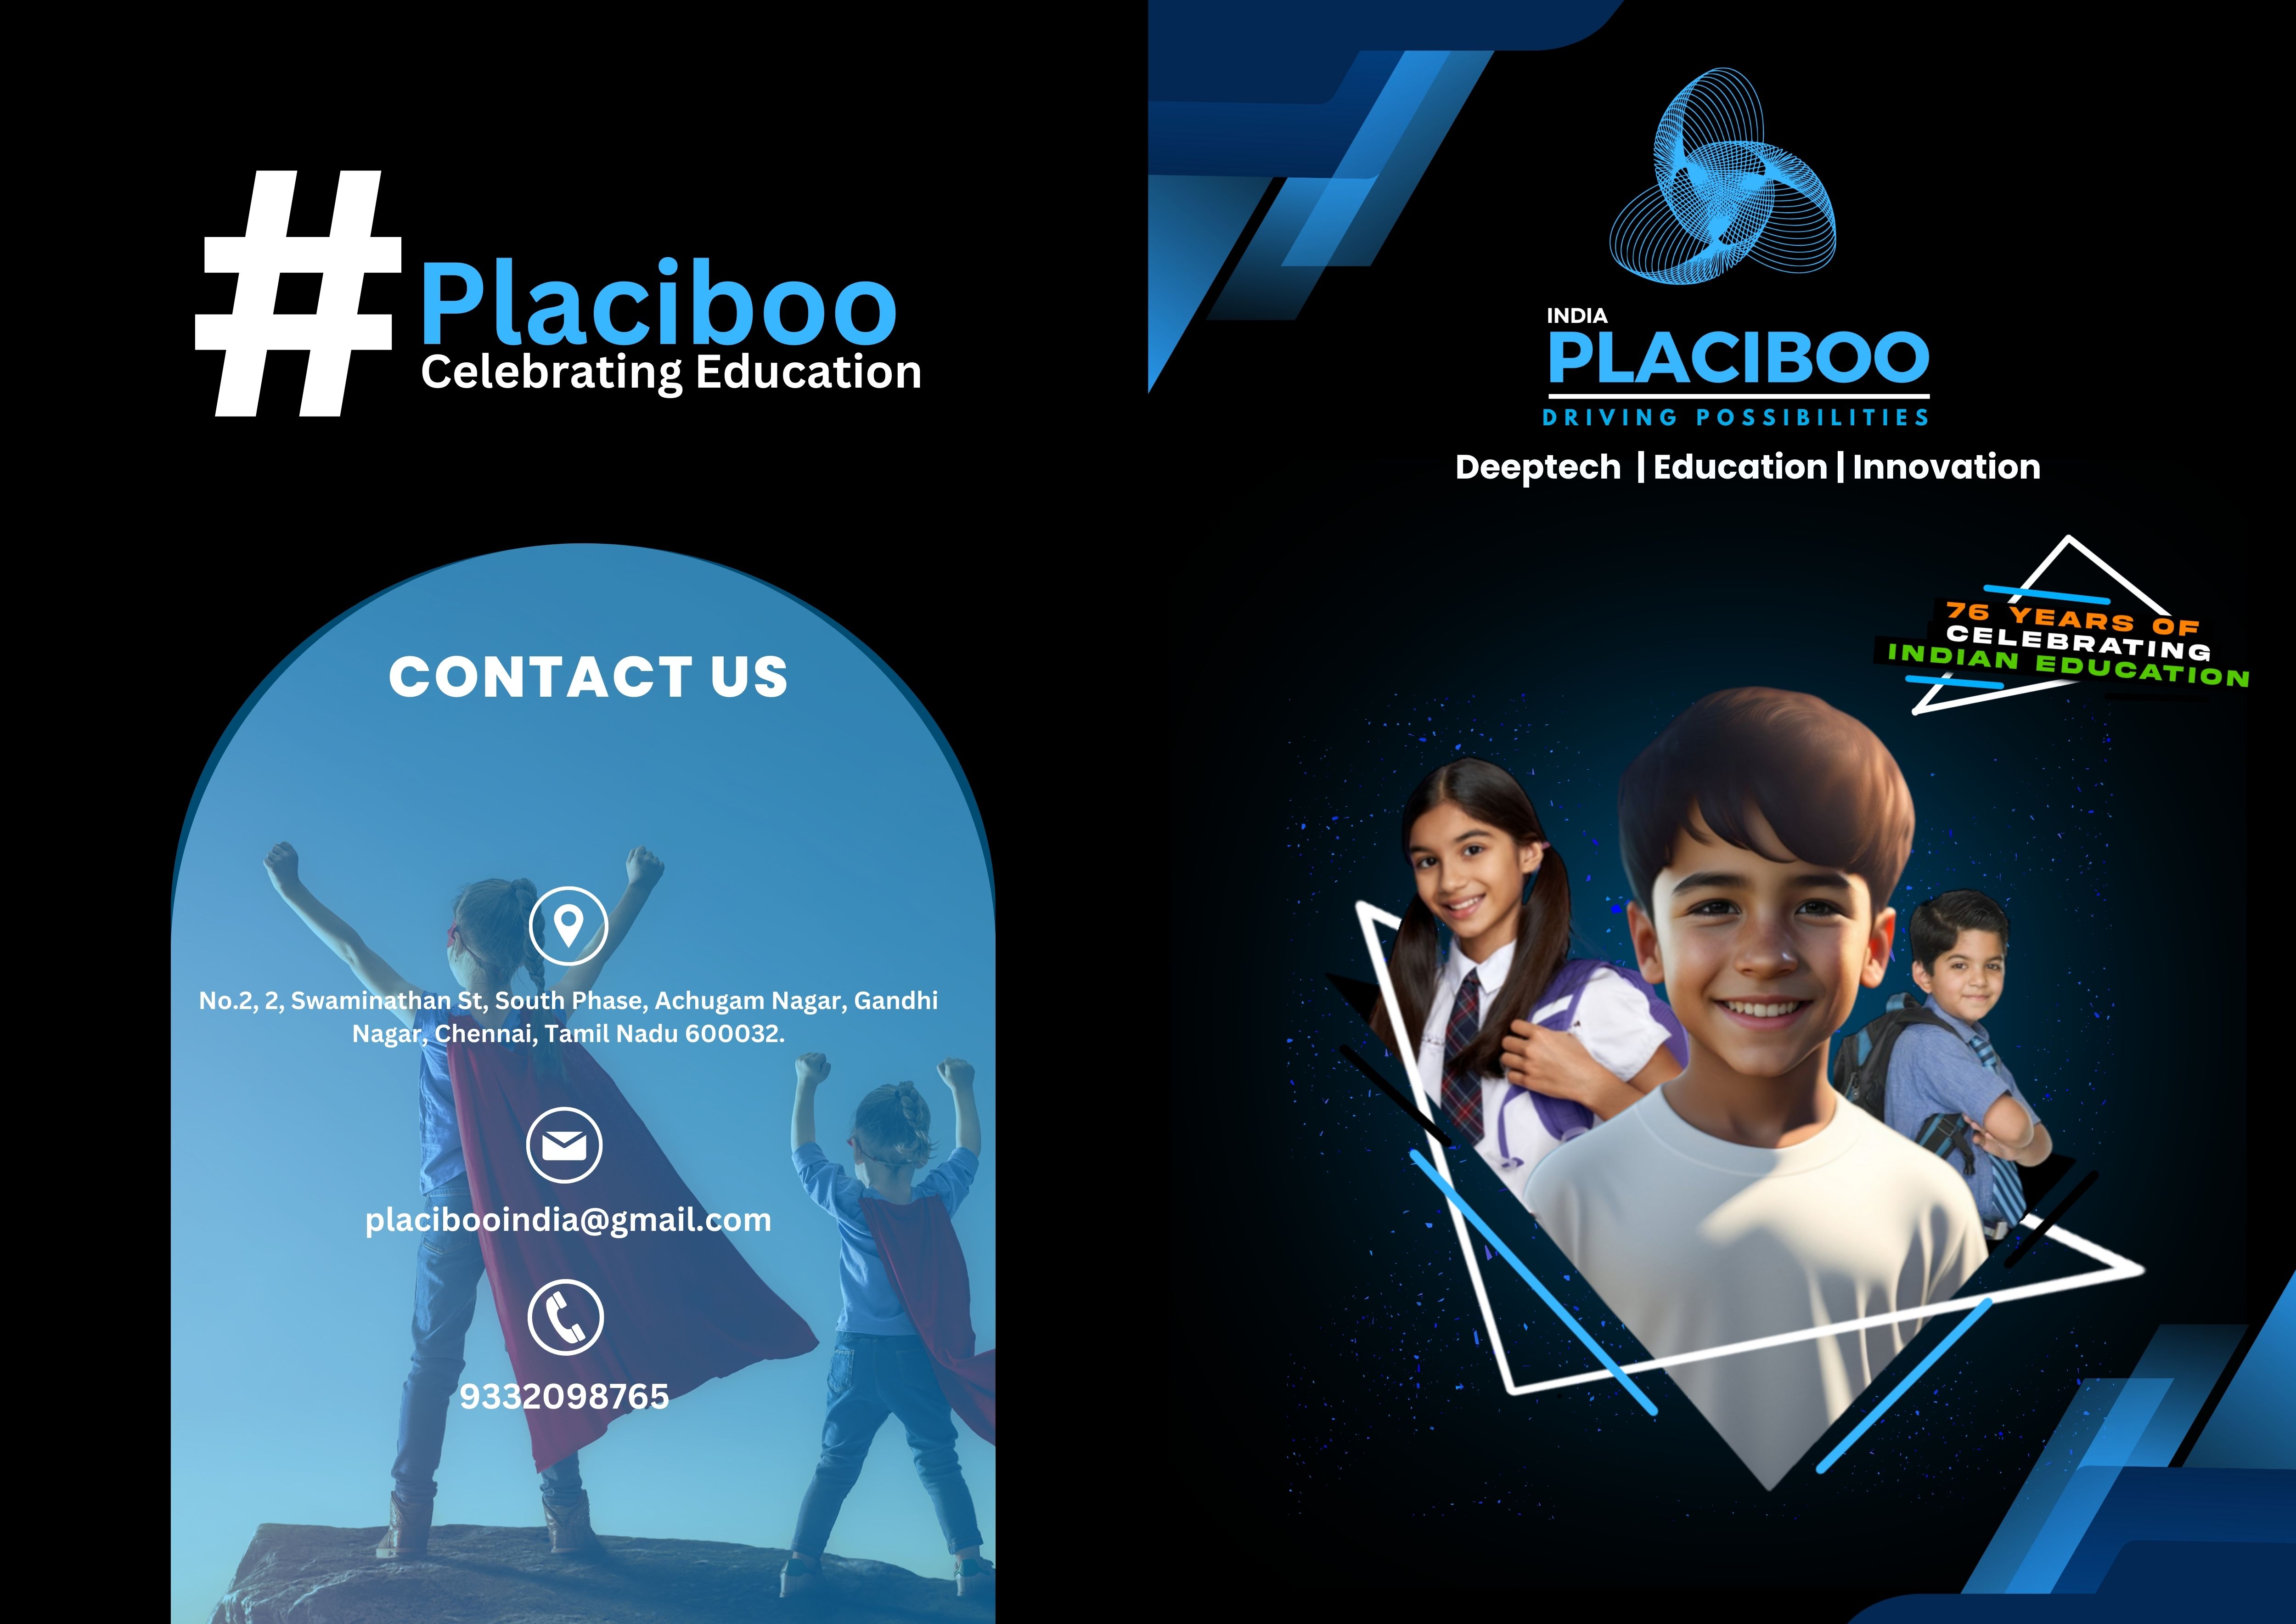 #Placiboo
Celebrating Education
CONTACT US
No.2, 2, Swaminathan St, South Phase, Achugam Nagar, Gandhi
Nagar, Chennai, Tamil Nadu 600032.
placibooindia@gmail.com
9332098765
INDIA
PLACIBOO
DRIVING POSSIBILITIES
Deeptech | Education | Innovation
76 YEARS OF
CELEBRATING
INDIAN EDUCATION